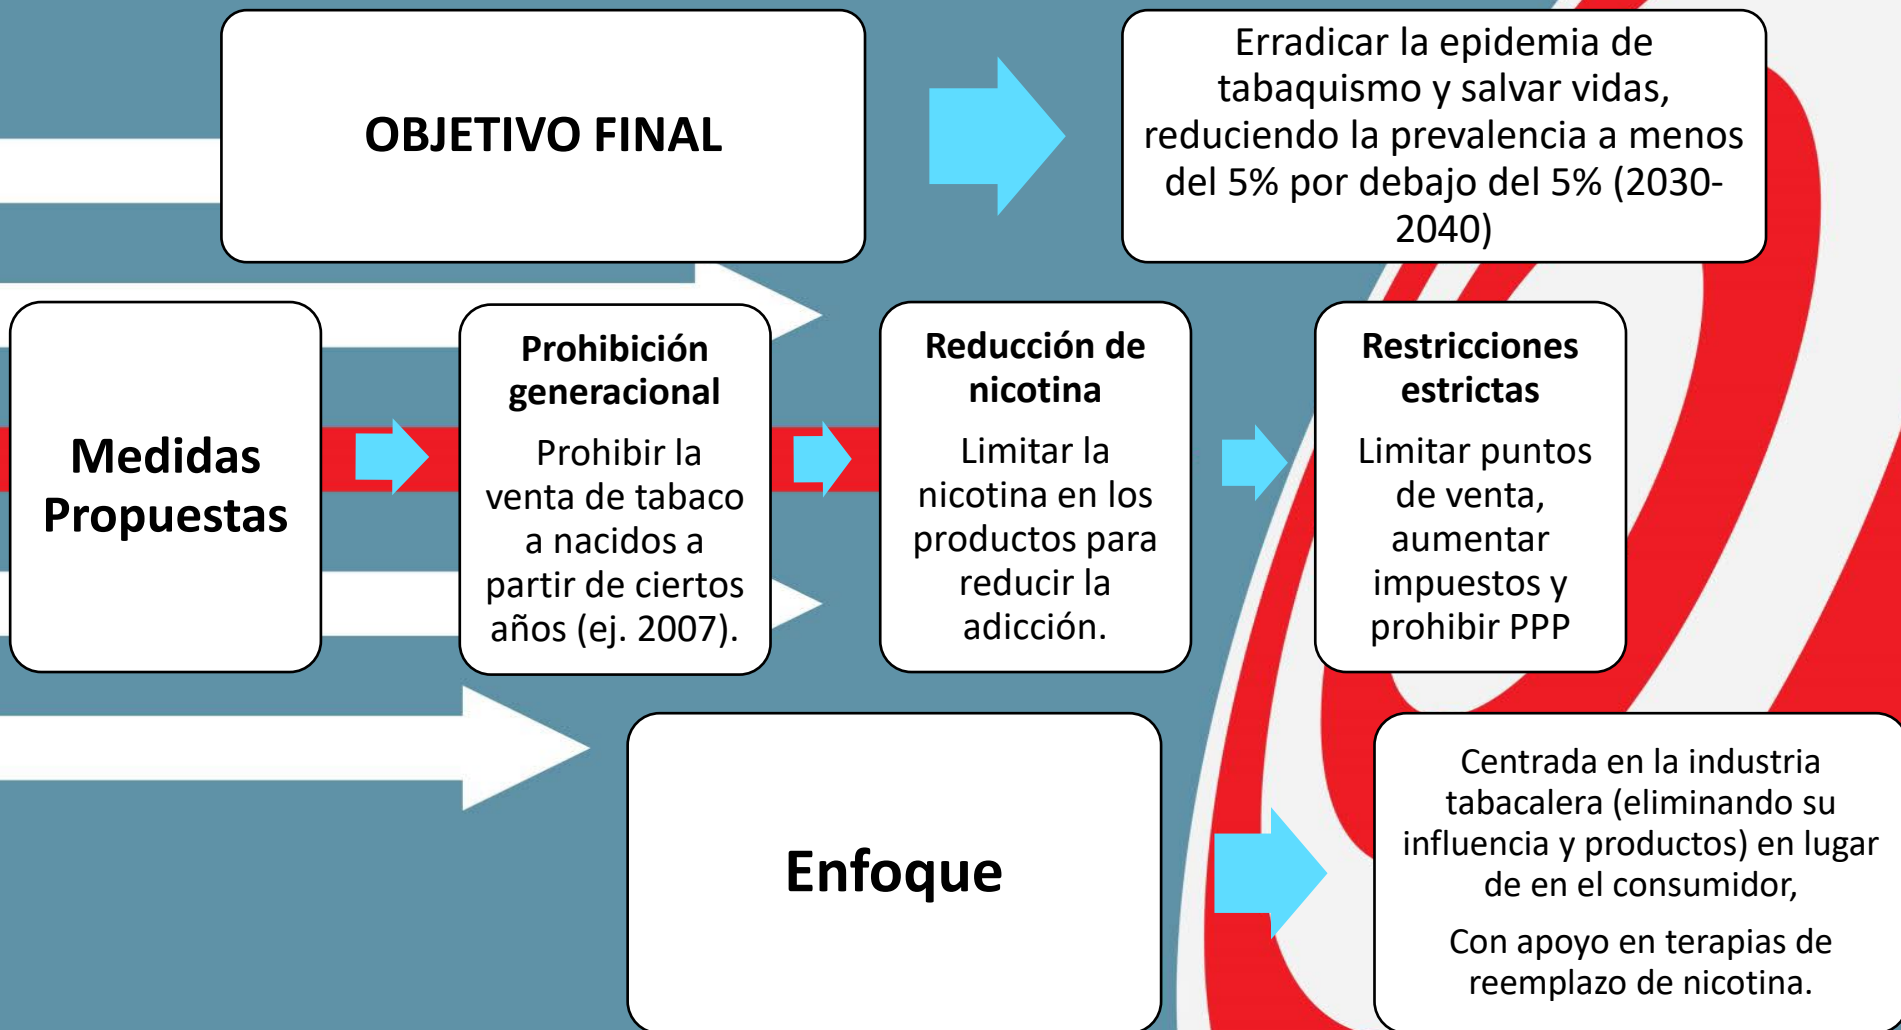 OBJETIVO FINAL
Erradicar la epidemia de
tabaquismo y salvar vidas,
reduciendo la prevalencia a menos
del 5% por debajo del 5% (2030-
2040)
Medidas
Propuestas
Prohibición
generacional
Prohibir la
venta de tabaco
a nacidos a
partir de ciertos
años (ej. 2007).
Reducción de
nicotina
Limitar la
nicotina en los
productos para
reducir la
adicción.
Restricciones
estrictas
Limitar puntos
de venta,
aumentar
impuestos y
prohibir PPP
Enfoque
Centrada en la industria
tabacalera (eliminando su
influencia y productos) en lugar
de en el consumidor,
Con apoyo en terapias de
reemplazo de nicotina.